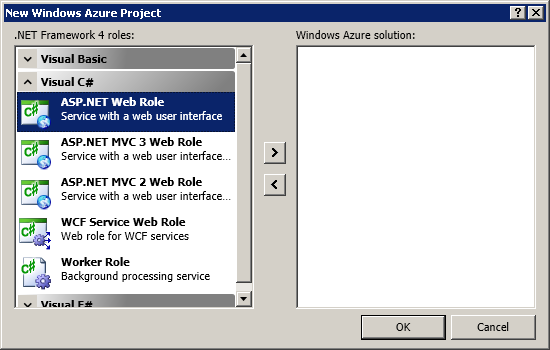 New Windows Azure Project
.NET Framework 4 roles:
Windows Azure solution:
Visual Basic
Visual C#
ASP.NET Web Role
Service with a web user interface
ASP.NET MVC 3 Web Role
Service with a web user interface...
ASP.NET MVC 2 Web Role
Service with a web user interface...
WCF Service Web Role
Web role for WCF services
Worker Role
Background processing service
Visual F#
OK
Cancel